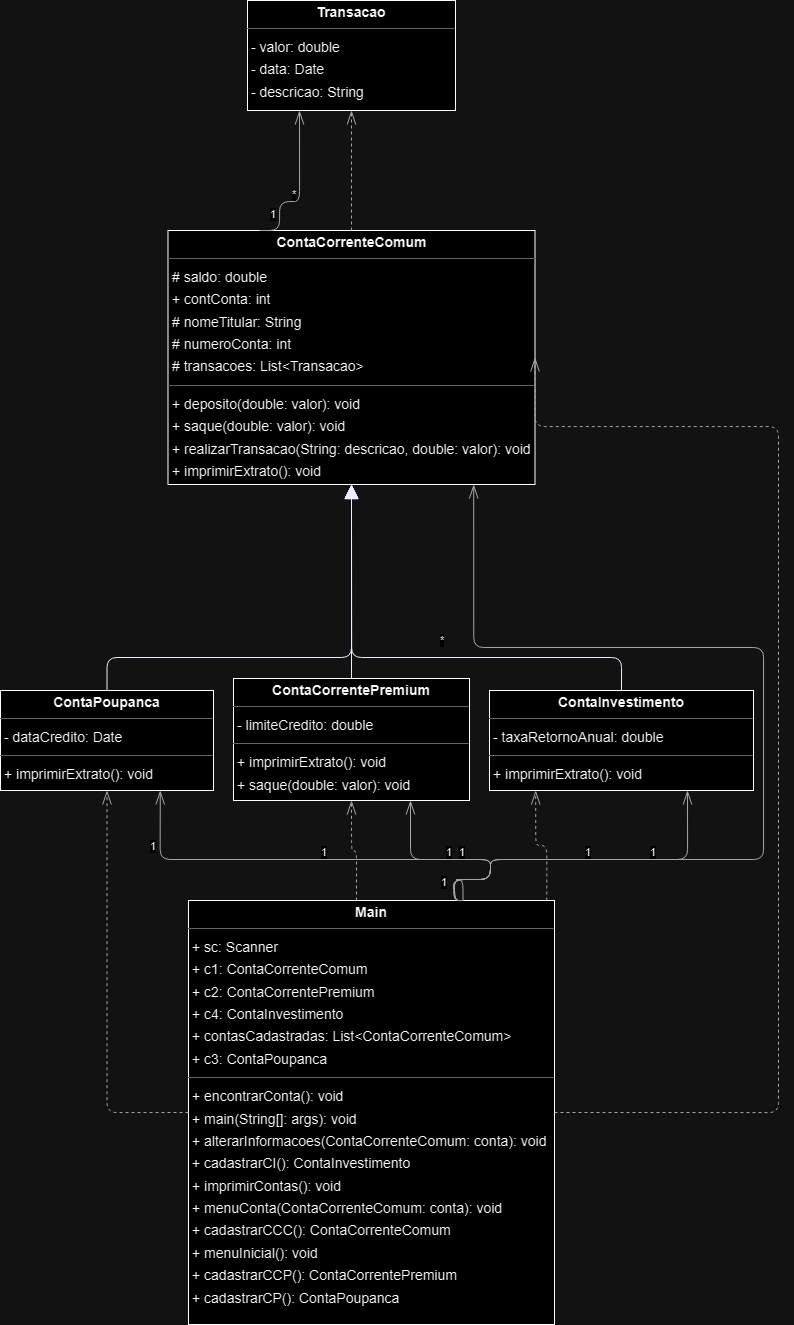 Transacao
- valor: double
- data: Date
- descricao: String
*
1
ContaCorrenteComum
# saldo: double
+ contConta: int
# nomeTitular: String
# numeroConta: int
# transacoes: List<Transacao>
+ deposito(double: valor): void
+ saque(double: valor): void
+ realizarTransacao(String: descricao, double: valor): void
+ imprimirExtrato(): void
*
ContaPoupanca
- dataCredito: Date
+ imprimirExtrato(): void
ContaCorrentePremium
- limiteCredito: double
+ imprimirExtrato(): void
+ saque(double: valor): void
ContaInvestimento
- taxaRetornoAnual: double
+ imprimirExtrato(): void
1
1
1 1
1
1
1
Main
+ sc: Scanner
+ c1: ContaCorrenteComum
+ c2: ContaCorrentePremium
+ c4: ContaInvestimento
+ contasCadastradas: List<ContaCorrenteComum>
+ c3: ContaPoupanca
+ encontrarConta(): void
+ main(String[]: args): void
+ alterarInformacoes(ContaCorrenteComum: conta): void
+ cadastrarCI(): ContaInvestimento
+ imprimirContas(): void
+ menuConta(ContaCorrenteComum: conta): void
+ cadastrarCCC(): ContaCorrenteComum
+ menuInicial(): void
+ cadastrarCCP(): ContaCorrentePremium
+ cadastrarCP(): ContaPoupanca